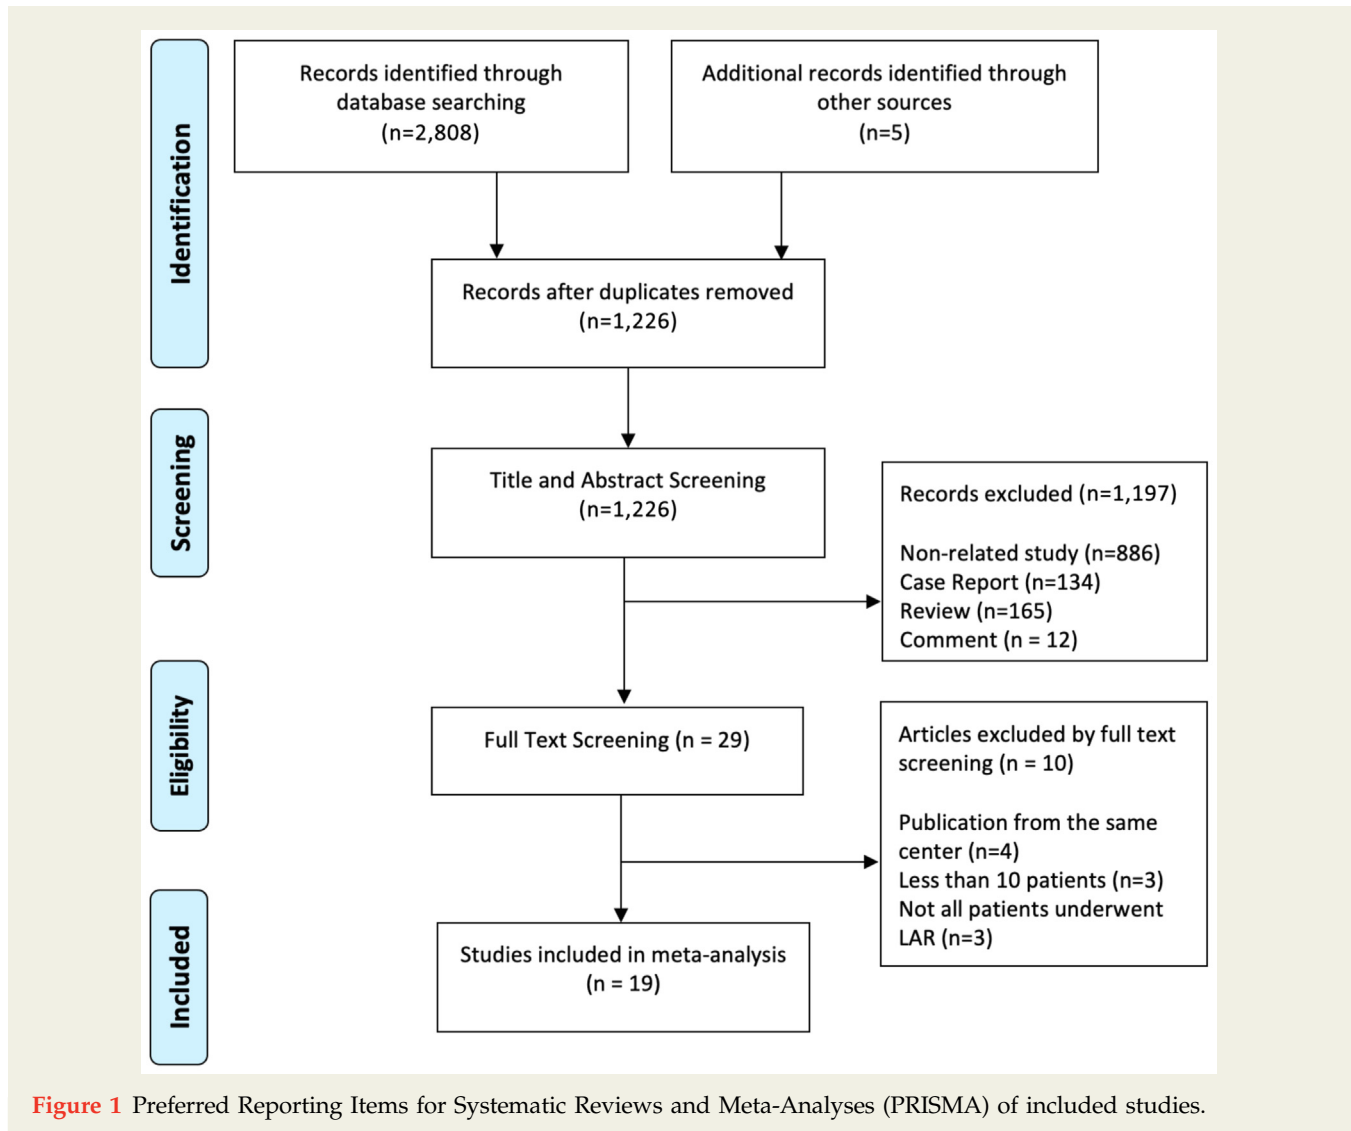 Identification
Records identified through
database searching
(n=2,808)
Additional records identified through
other sources
(n=5)
Records after duplicates removed
(n=1,226)
Screening
Title and Abstract Screening
(n=1,226)
Records excluded (n=1,197)
Non-related study (n=886)
Case Report (n=134)
Review (n=165)
Comment (n = 12)
Eligibility
Full Text Screening (n = 29)
Articles excluded by full text
screening (n = 10)
Publication from the same
center (n=4)
Less than 10 patients (n=3)
Not all patients underwent
LAR (n=3)
Included
Studies included in meta-analysis
(n = 19)
Figure 1 Preferred Reporting Items for Systematic Reviews and Meta-Analyses (PRISMA) of included studies.